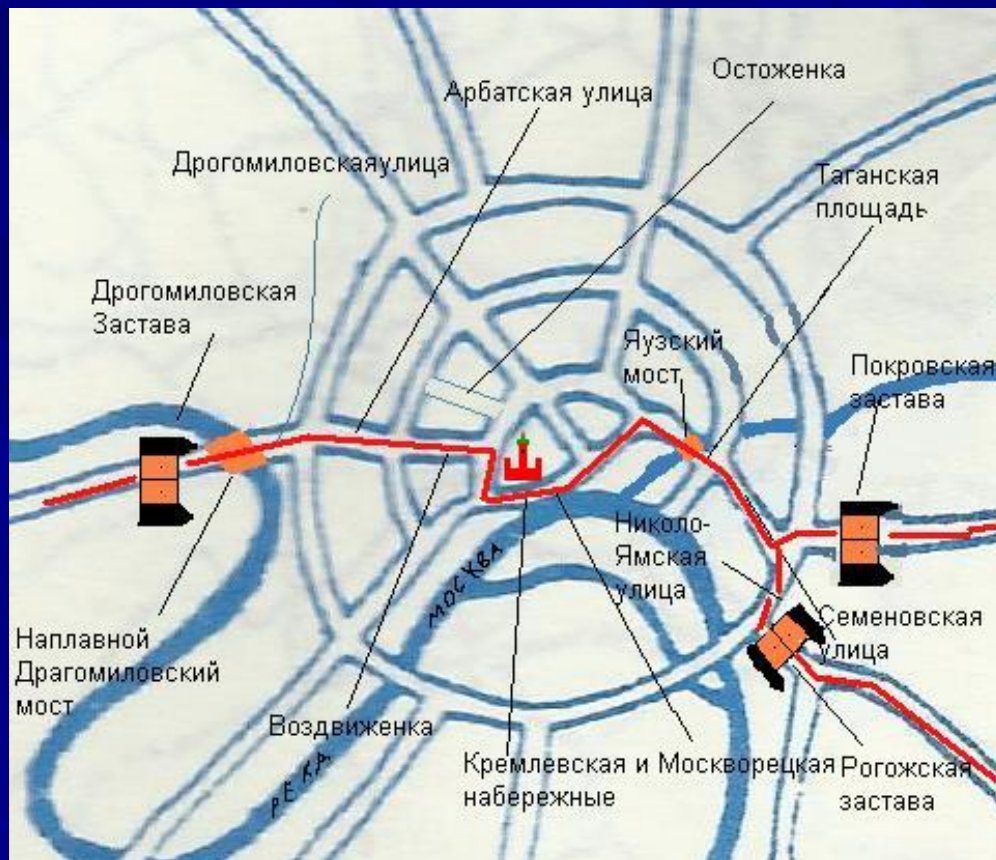 Остоженка
Арбатская улица
Дрогомиловскаяулица
Таганская
площадь
Дрогомиловская
Застава
Яузский
мост
Покровская
застава
МОСКВА
Николо-
Ямская
улица
Семеновская
улица
Наплавной
Драгомиловский
мост
Воздвиженка
РЕКА
Кремлевская и Москворецкая
набережные
Рогожская
застава